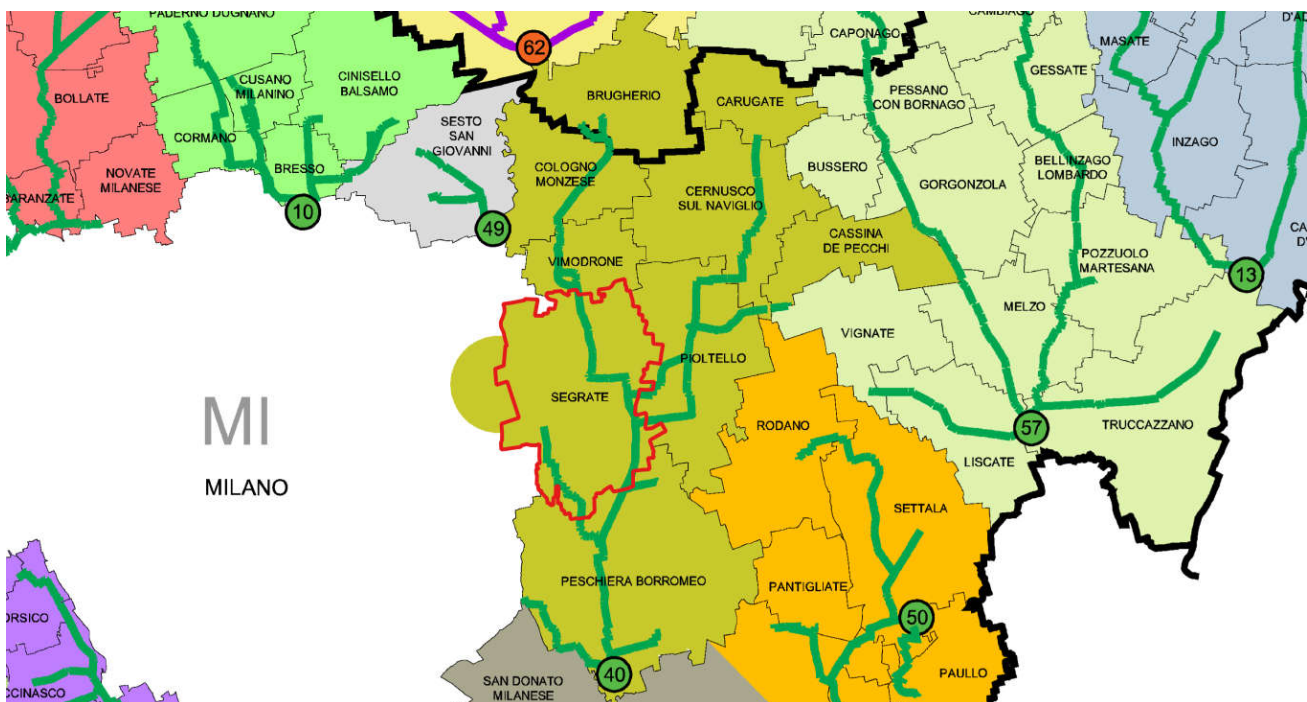 PADERNO DUGNANO
CAMBIAGO
D'AD
62
CAPONAGO
MASATE
GESSATE
CUSANO
MILANINO
CINISELLO
BALSAMO
BOLLATE
BRUGHERIO
CARUGATE
PESSANO
CON BORNAGO
SESTO
SAN
GIOVANNI
CORMANO
INZAGO
BRESSO
NOVATE
MILANESE
COLOGNO
MONZESE
BUSSERO
BELLINZAGO
LOMBARDO
BARANZATE
CERNUSCO
SUL NAVIGLIO
GORGONZOLA
10
49
CASSINA
DE PECCHI
CA
D'
VIMODRONE
POZZUOLO
MARTESANA
13
MELZO
VIGNATE
PIOLTELLO
SEGRATE
MI
MILANO
RODANO
57
TRUCCAZZANO
LISCATE
SETTALA
PESCHIERA BORROMEO
PANTIGLIATE
ORSICO
50
40
PAULLO
SAN DONATO
MILANESE
CCINASCO